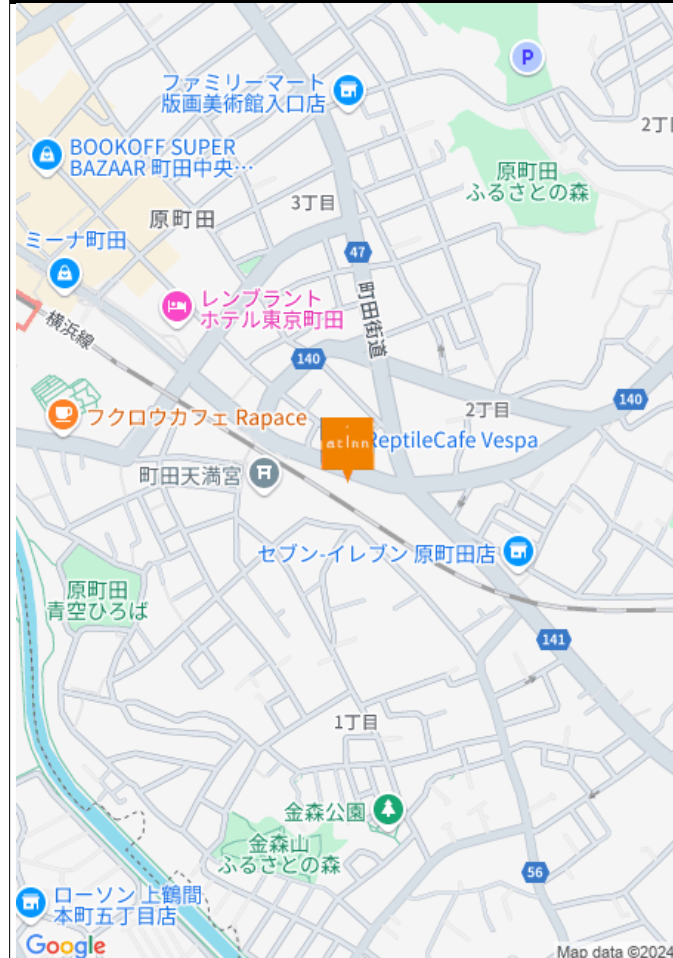 ファミリーマート
版画美術館入口店
P
2丁目
BOOKOFF SUPER
BAZAAR 町田中央…
原町田
ふるさとの森
3丁目
原町田
ミーナ町田
47
町田街道
レンブラント
ホテル東京町田
横浜線
140
140
2丁目
フクロウカフェ Rapace
ReptileCafe Vespa
町田天満宮
セブン-イレブン 原町田店
原町田
青空ひろば
141
1丁目
金森公園
金森山
ふるさとの森
56
ローソン 上鶴間
本町五丁目店
Google
Map data ©2024